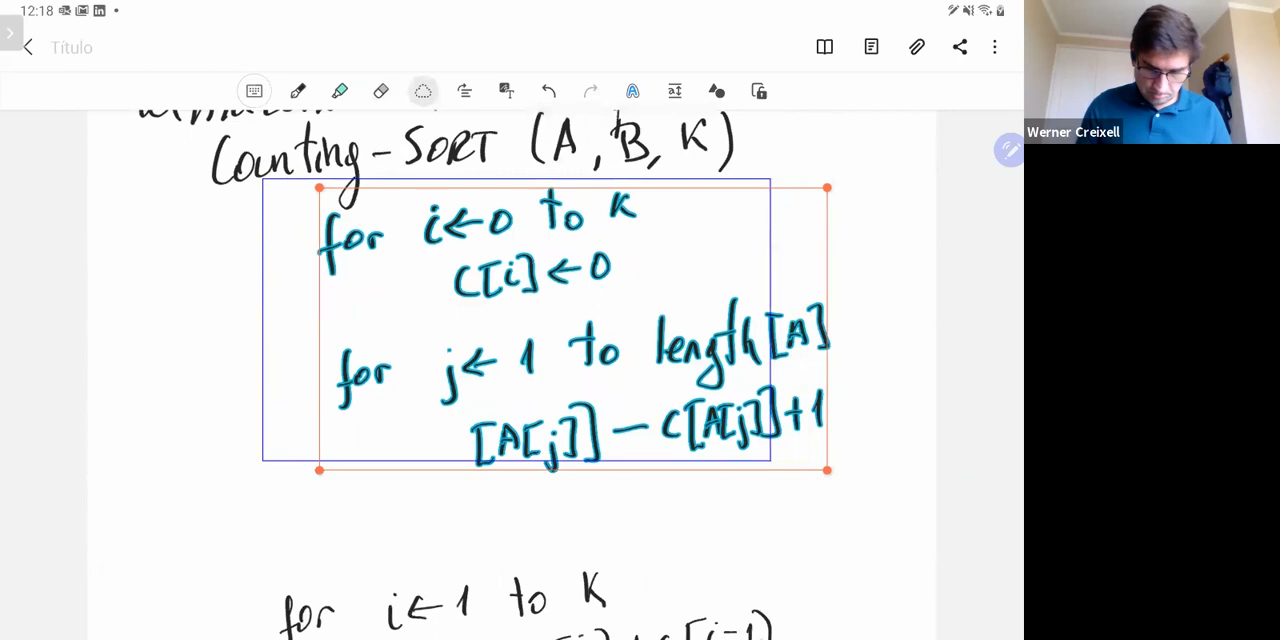 12:18
Título
Werner Creixell
Counting-SORT (A, B, K)
for i←0 to K
C[i]←0
for j←1 to length[A]
[A[j]] — C[A[j]]+1
for i←1 to K
C[i-1]